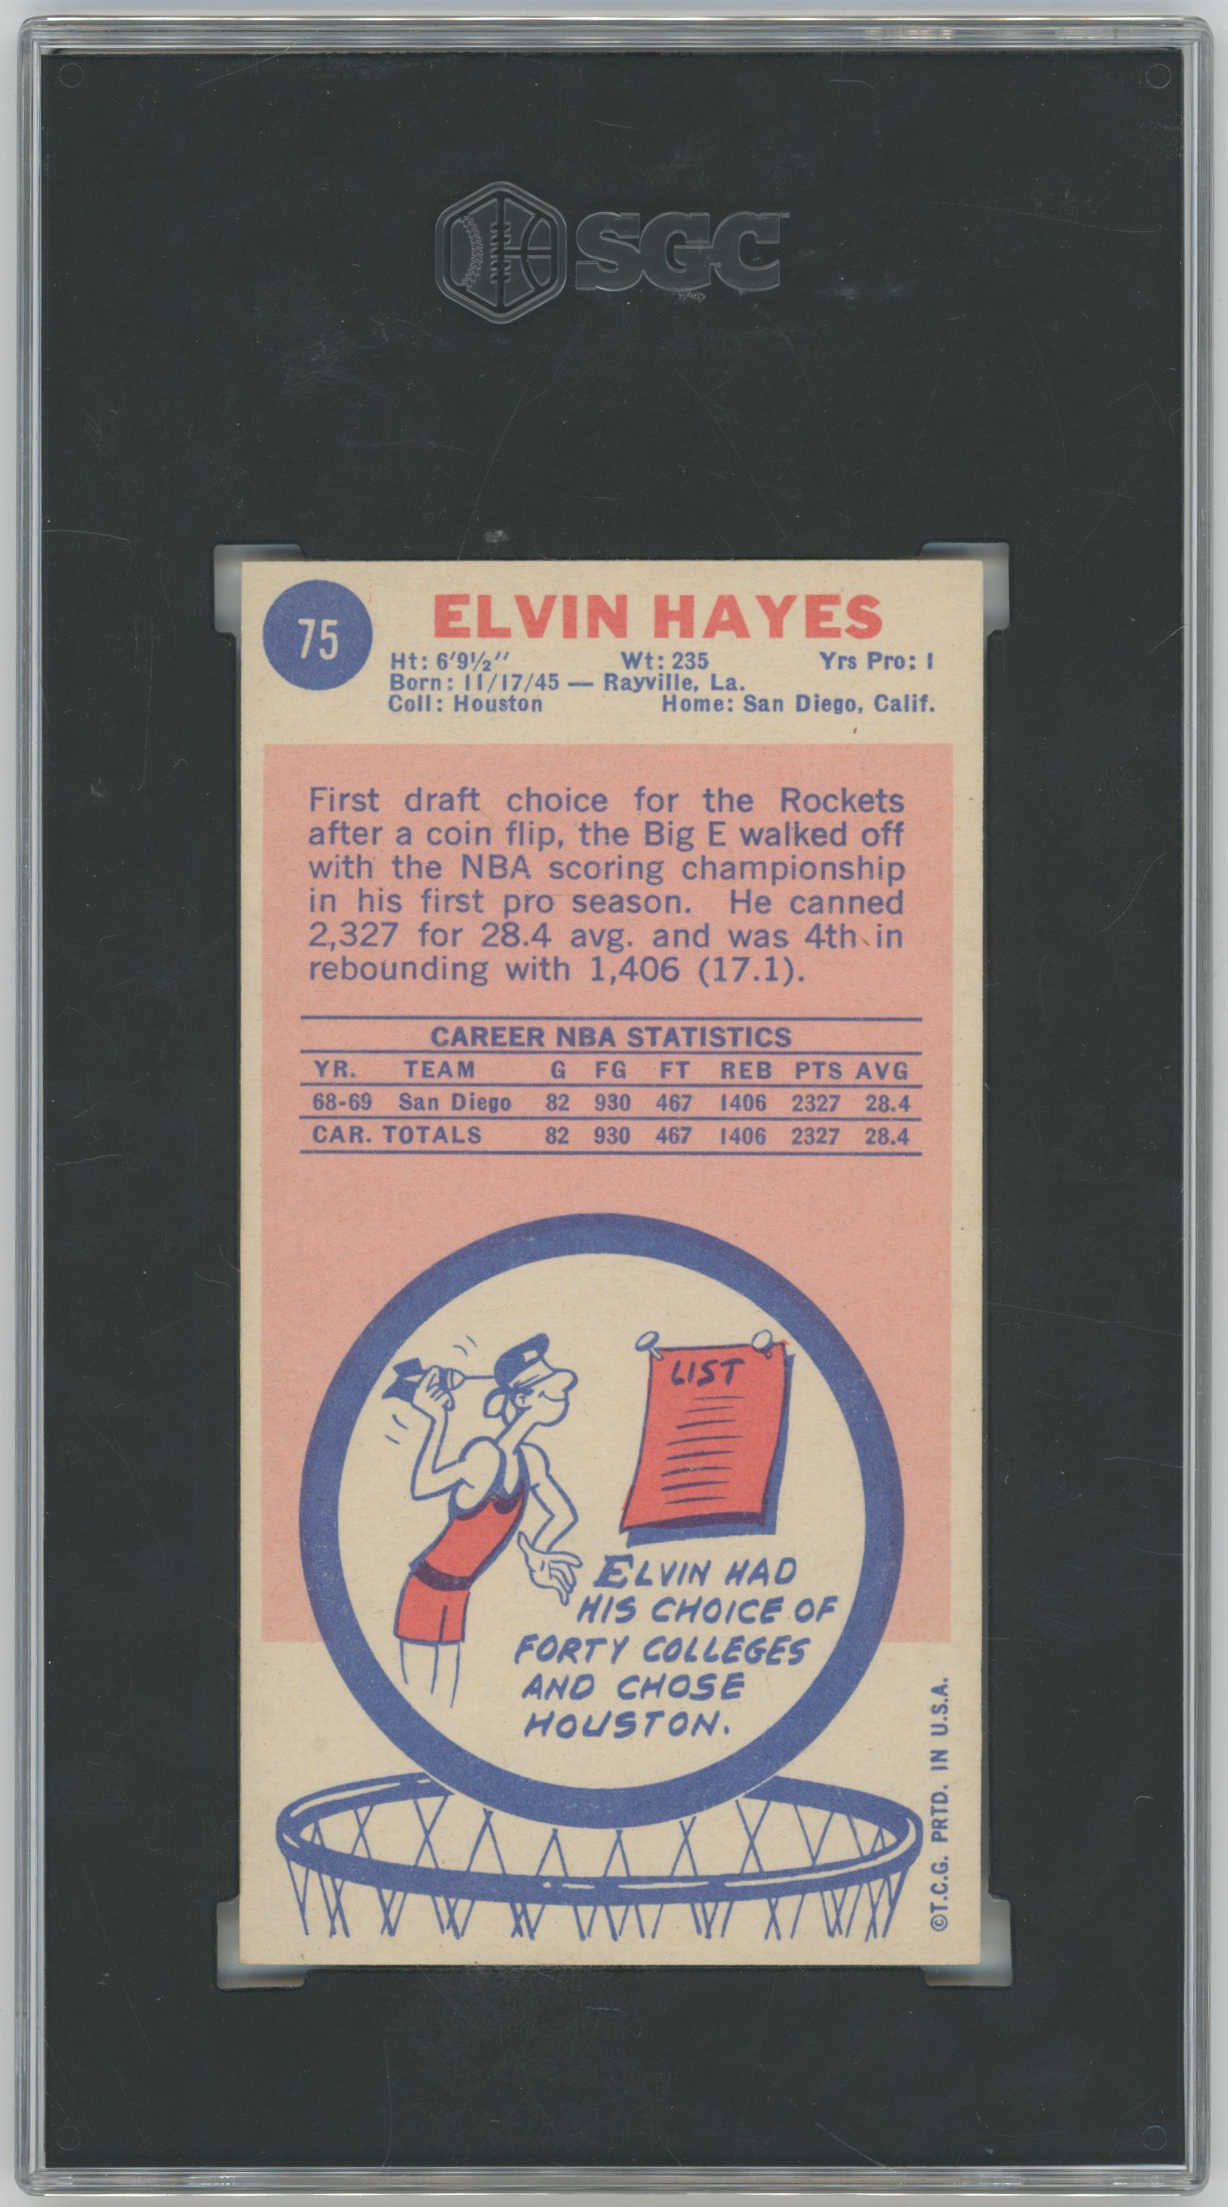 SGC
75
ELVIN HAYES
Ht: 6'9½" Wt: 235 Yrs Pro: 1
Born: 11/17/45 — Rayville, La.
Coll: Houston Home: San Diego, Calif.
First draft choice for the Rockets
after a coin flip, the Big E walked off
with the NBA scoring championship
in his first pro season. He canned
2,327 for 28.4 avg. and was 4th in
rebounding with 1,406 (17.1).
CAREER NBA STATISTICS
YR. TEAM G FG FT REB PTS AVG
68-69 San Diego 82 930 467 1406 2327 28.4
CAR. TOTALS 82 930 467 1406 2327 28.4
LIST
ELVIN HAD
HIS CHOICE OF
FORTY COLLEGES
AND CHOSE
HOUSTON.
©T.C.G. PRTD. IN U.S.A.